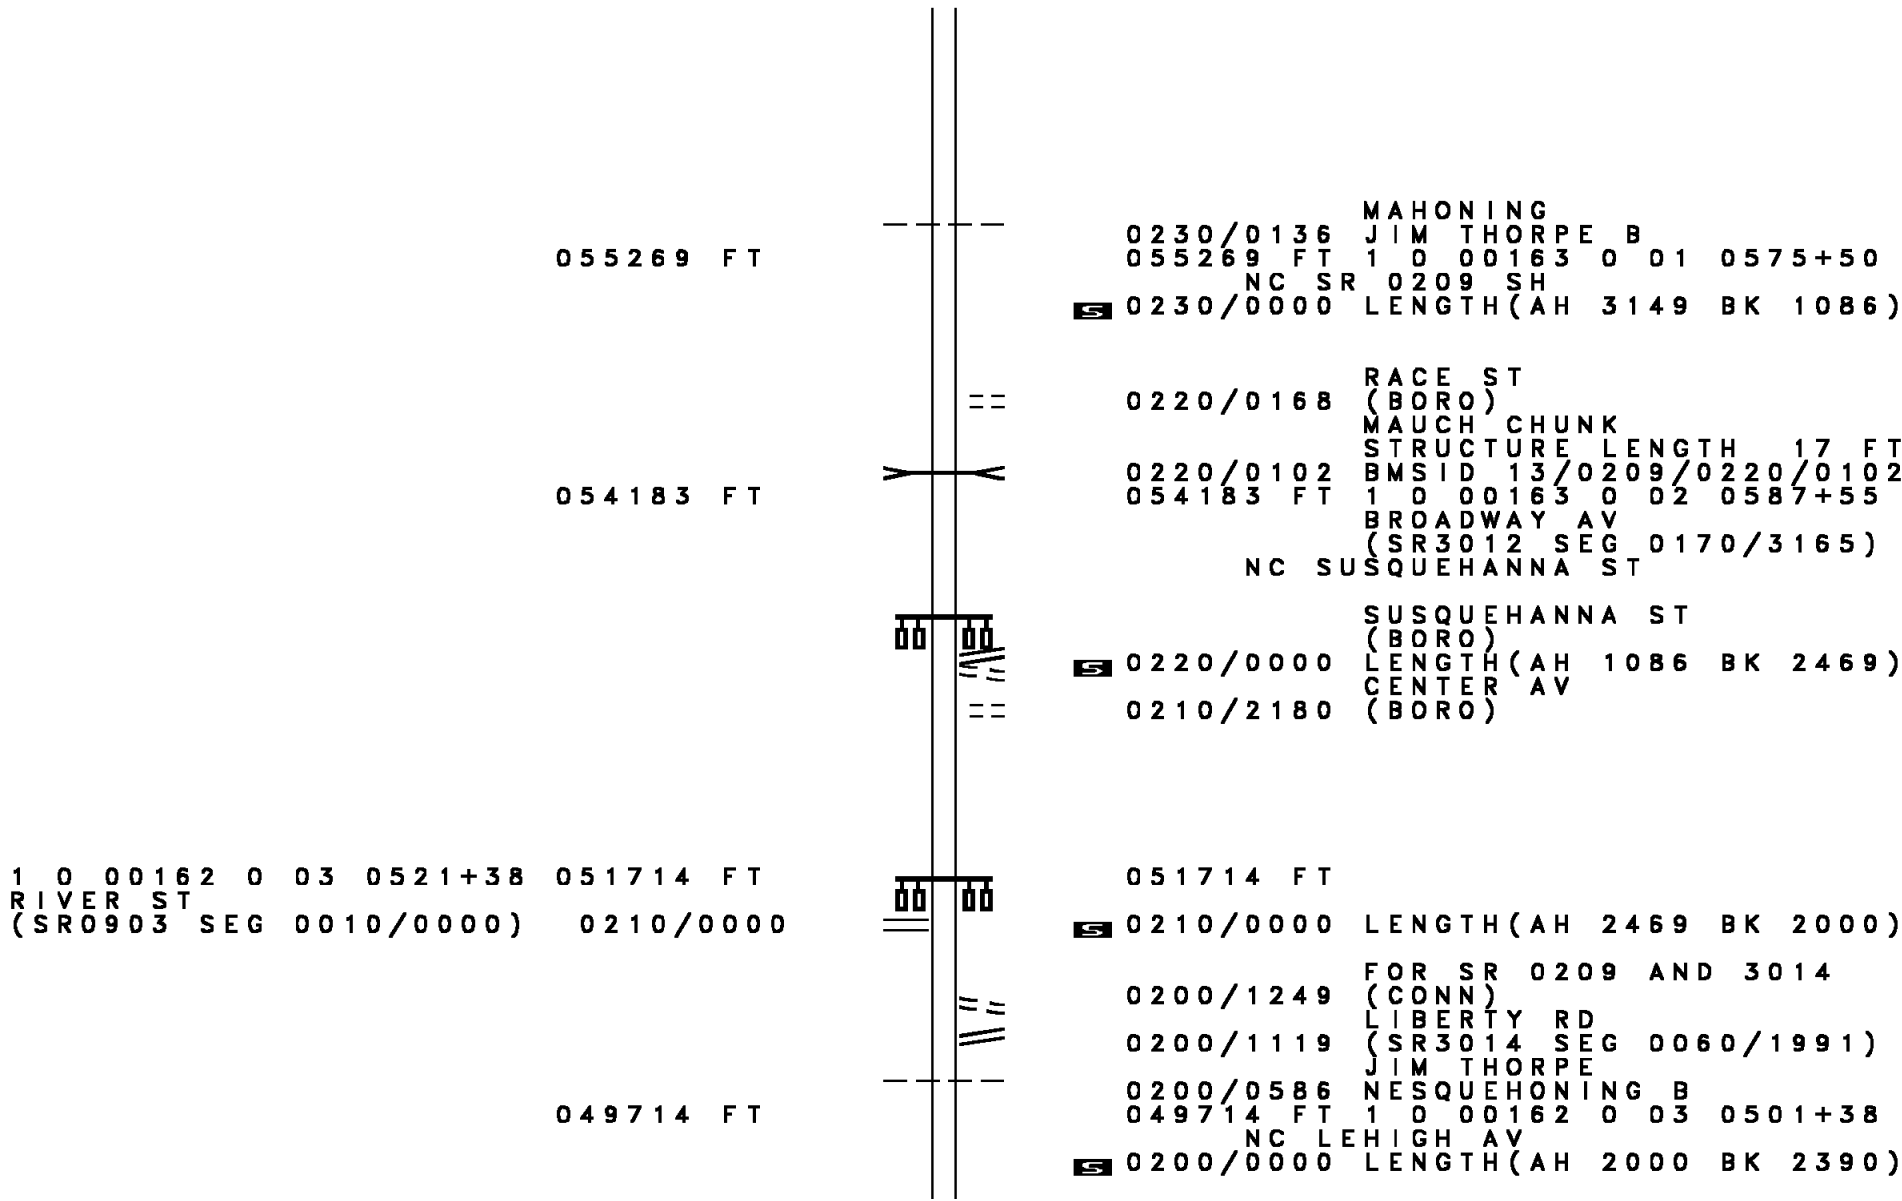 MAHONING
0230/0136 JIM THORPE B
055269 FT
055269 FT 1 0 00163 0 01 0575+50
NC SR 0209 SH
S 0230/0000 LENGTH(AH 3149 BK 1086)
RACE ST
0220/0168 (BORO)
MAUCH CHUNK
STRUCTURE LENGTH 17 FT
0220/0102 BMSID 13/0209/0220/0102
054183 FT
054183 FT 1 0 00163 0 02 0587+55
BROADWAY AV
(SR3012 SEG 0170/3165)
NC SUSQUEHANNA ST
SUSQUEHANNA ST
(BORO)
S 0220/0000 LENGTH(AH 1086 BK 2469)
CENTER AV
0210/2180 (BORO)
1 0 00162 0 03 0521+38 051714 FT
051714 FT
RIVER ST
(SR0903 SEG 0010/0000) 0210/0000
S 0210/0000 LENGTH(AH 2469 BK 2000)
FOR SR 0209 AND 3014
0200/1249 (CONN)
LIBERTY RD
0200/1119 (SR3014 SEG 0060/1991)
JIM THORPE
0200/0586 NESQUEHONING B
049714 FT
049714 FT 1 0 00162 0 03 0501+38
NC LEHIGH AV
S 0200/0000 LENGTH(AH 2000 BK 2390)